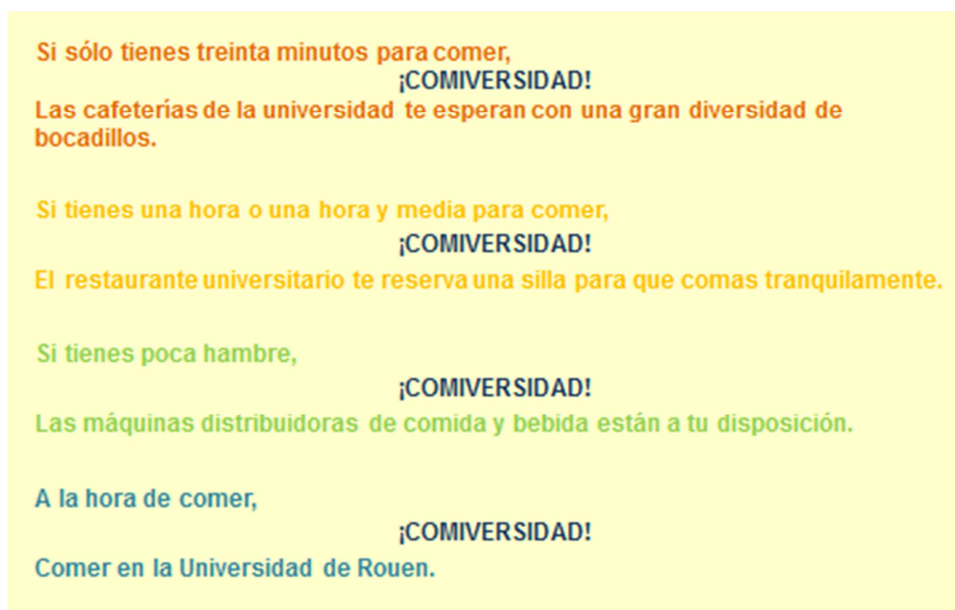 Si sólo tienes treinta minutos para comer,
¡COMIVERSIDAD!
Las cafeterías de la universidad te esperan con una gran diversidad de
bocadillos.
Si tienes una hora o una hora y media para comer,
¡COMIVERSIDAD!
El restaurante universitario te reserva una silla para que comas tranquilamente.
Si tienes poca hambre,
¡COMIVERSIDAD!
Las máquinas distribuidoras de comida y bebida están a tu disposición.
A la hora de comer,
¡COMIVERSIDAD!
Comer en la Universidad de Rouen.